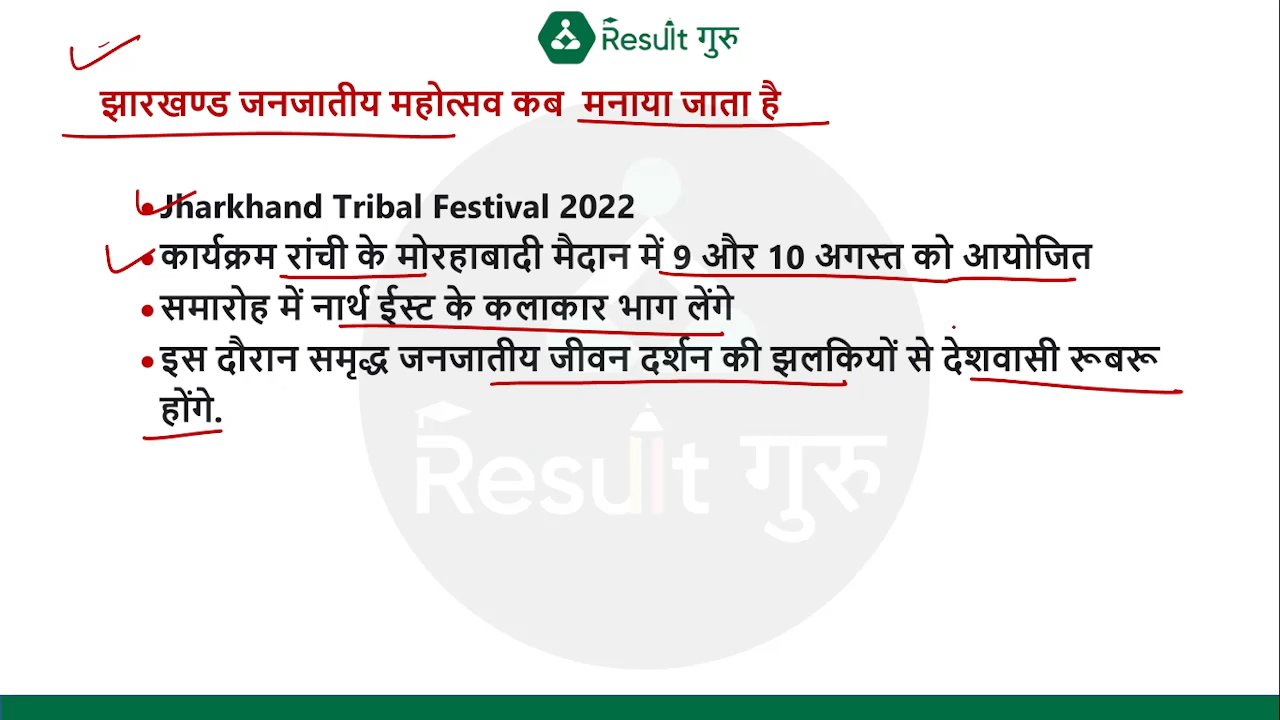 Result गुरु
झारखण्ड जनजातीय महोत्सव कब मनाया जाता है
•Jharkhand Tribal Festival 2022
•कार्यक्रम रांची के मोरहाबादी मैदान में 9 और 10 अगस्त को आयोजित
•समारोह में नार्थ ईस्ट के कलाकार भाग लेंगे
•इस दौरान समृद्ध जनजातीय जीवन दर्शन की झलकियों से देशवासी रूबरू
होंगे.
Result गुरु